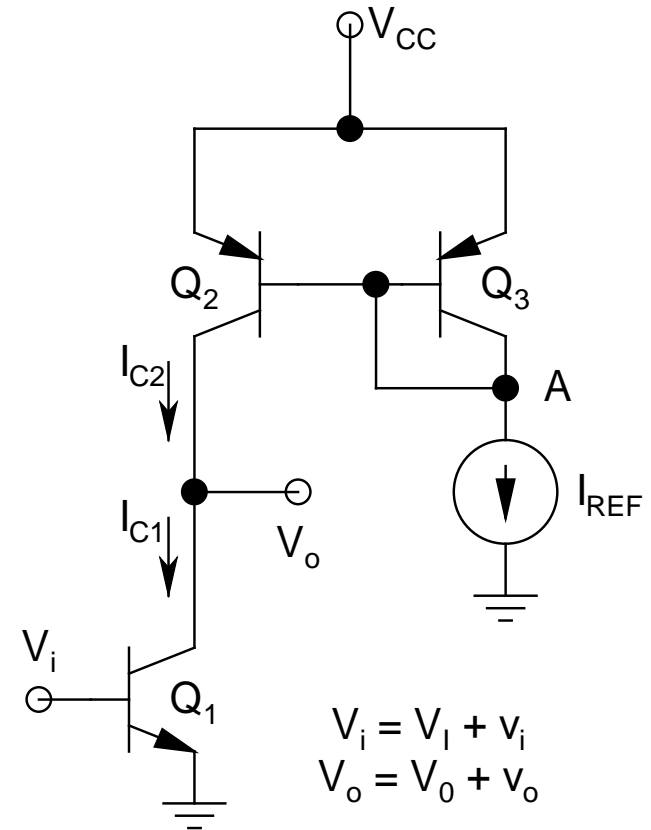 V_CC
Q_2
Q_3
I_C2
A
I_REF
I_C1
V_o
V_i
Q_1
V_i = V_I + v_i
V_o = V_0 + v_o